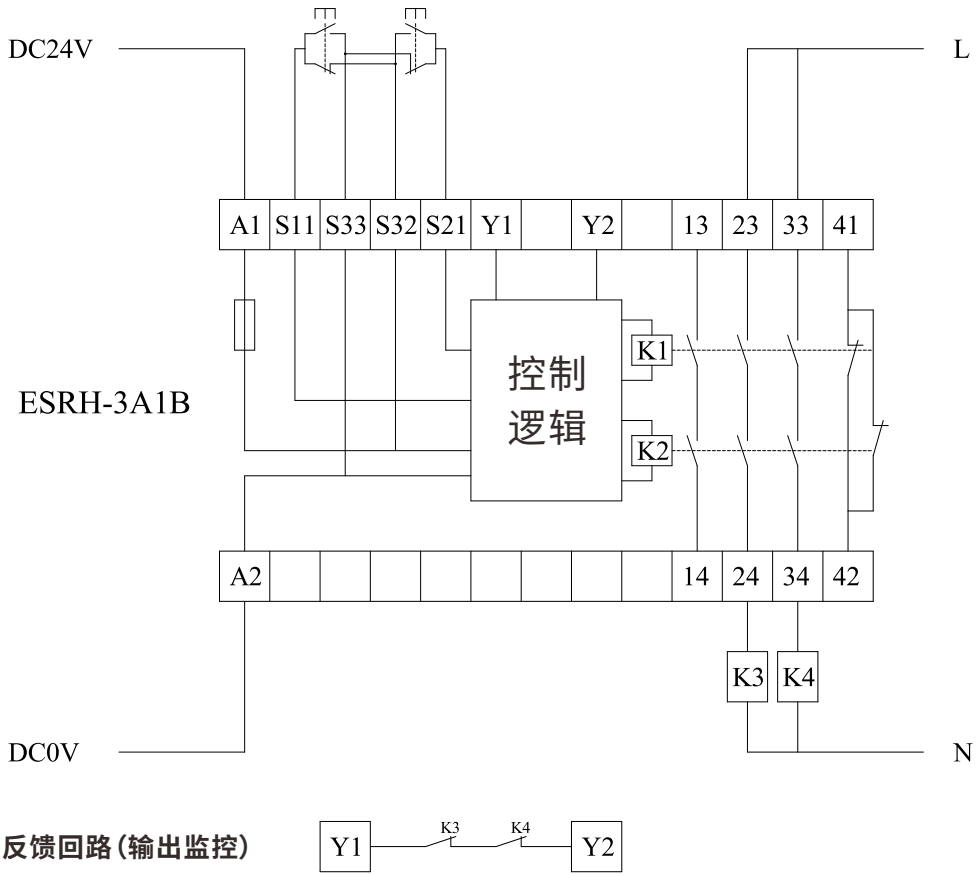 DC24V L
A1 S11 S33 S32 S21 Y1 Y2 13 23 33 41
K1
控制
逻辑
ESRH-3A1B
K2
A2 14 24 34 42
K3 K4
DC0V N
反馈回路(输出监控) Y1 K3 K4 Y2